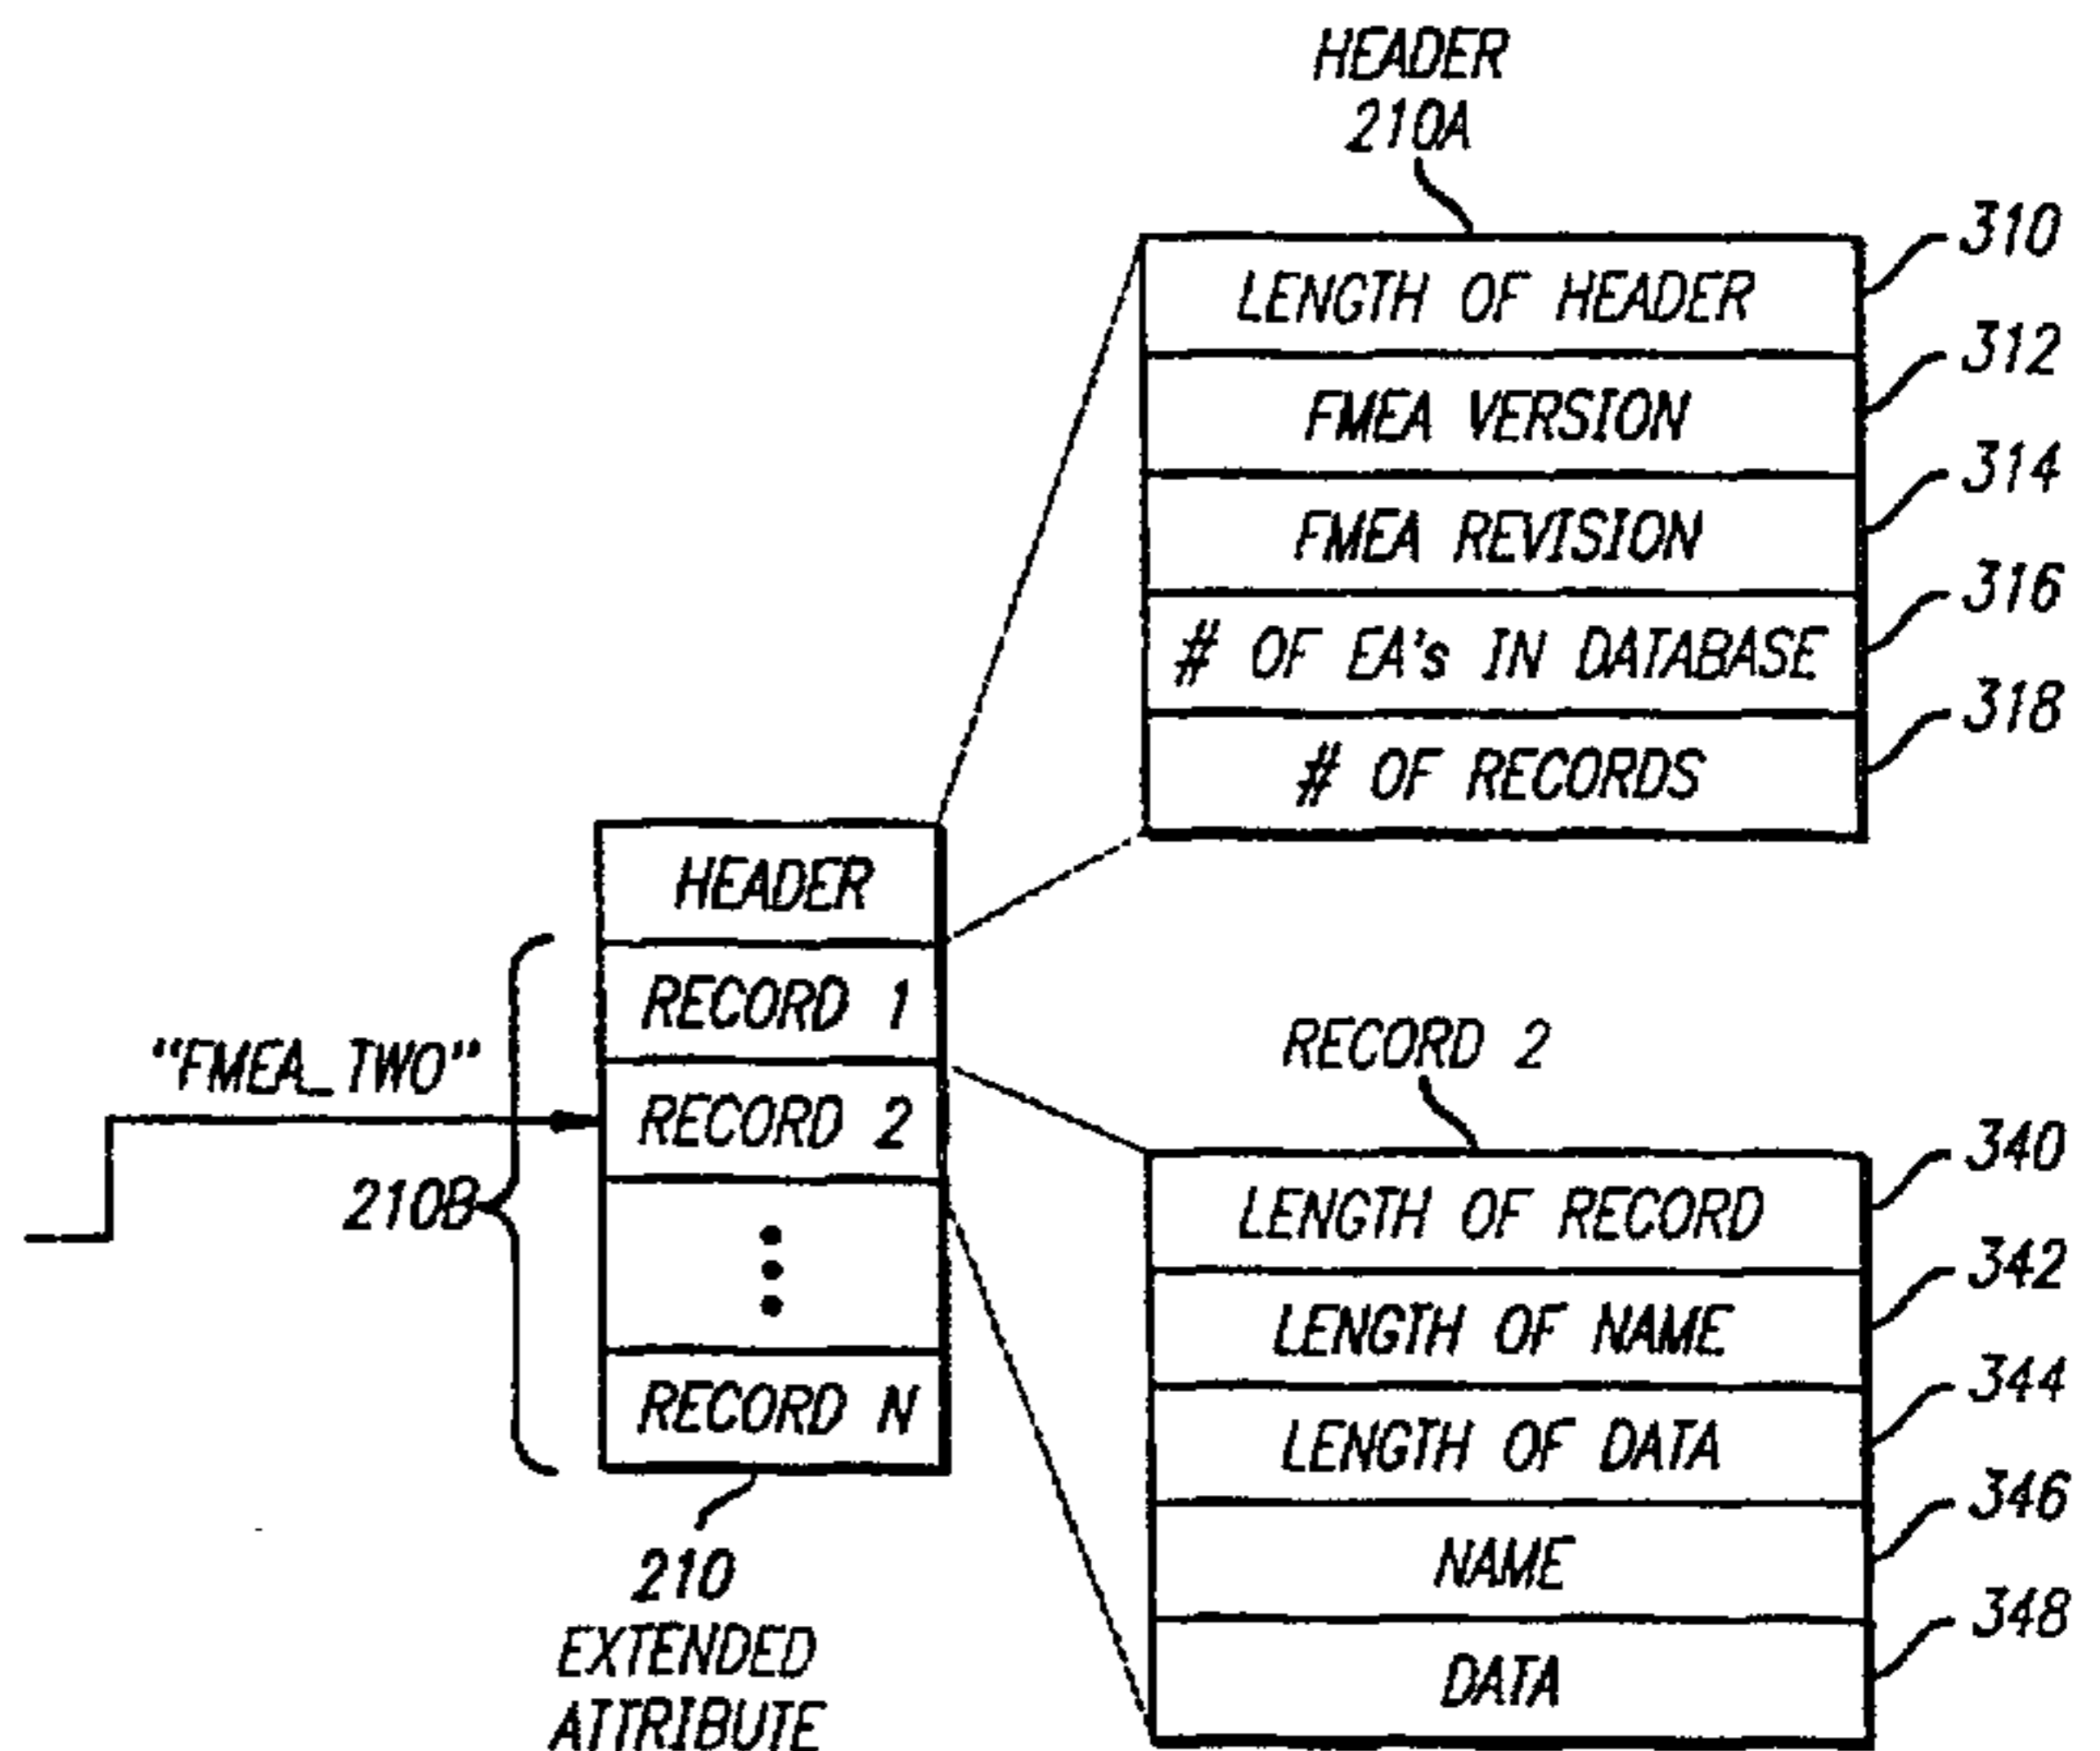 HEADER
210A
LENGTH OF HEADER
310
FMEA VERSION
312
FMEA REVISION
314
# OF EA's IN DATABASE
316
# OF RECORDS
318
HEADER
RECORD 1
"FMEA_TWO"
RECORD 2
210B
RECORD N
210
EXTENDED
ATTRIBUTE
RECORD 2
LENGTH OF RECORD
340
LENGTH OF NAME
342
LENGTH OF DATA
344
NAME
346
DATA
348